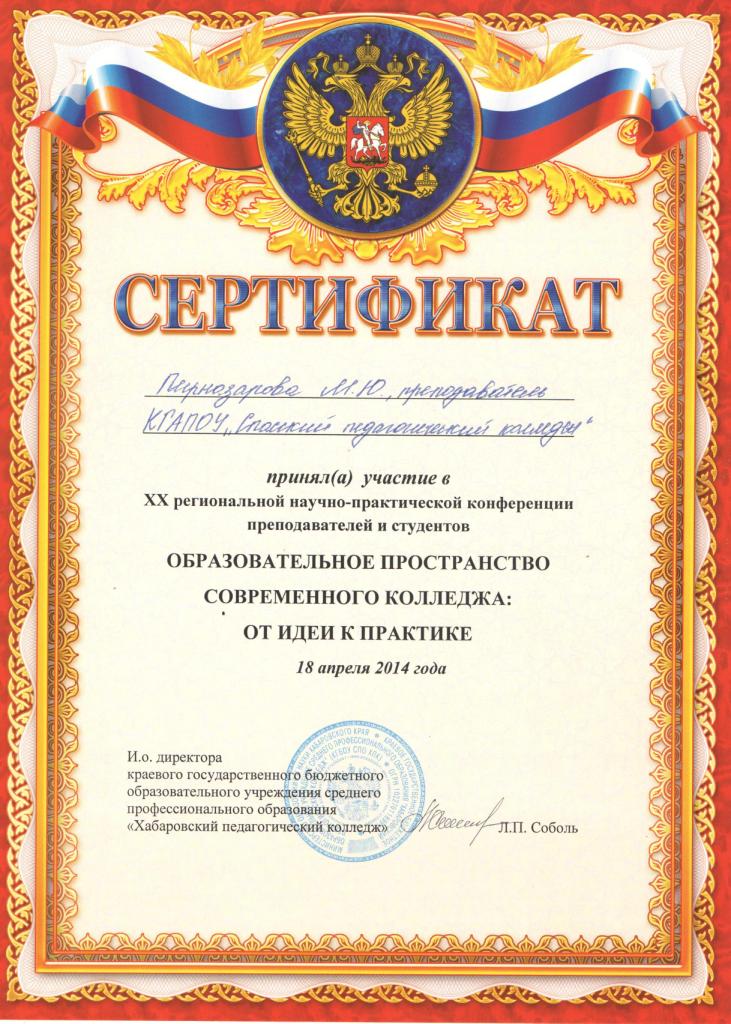 СЕРТИФИКАТ
Пирнозарова М.Ю., преподаватель
КГАПОУ „Спасский педагогический колледж"
принял(а) участие в
XX региональной научно-практической конференции
преподавателей и студентов
ОБРАЗОВАТЕЛЬНОЕ ПРОСТРАНСТВО
СОВРЕМЕННОГО КОЛЛЕДЖА:
ОТ ИДЕИ К ПРАКТИКЕ
18 апреля 2014 года
И.о. директора
краевого государственного бюджетного
образовательного учреждения среднего
профессионального образования
«Хабаровский педагогический колледж»
Л.П. Соболь